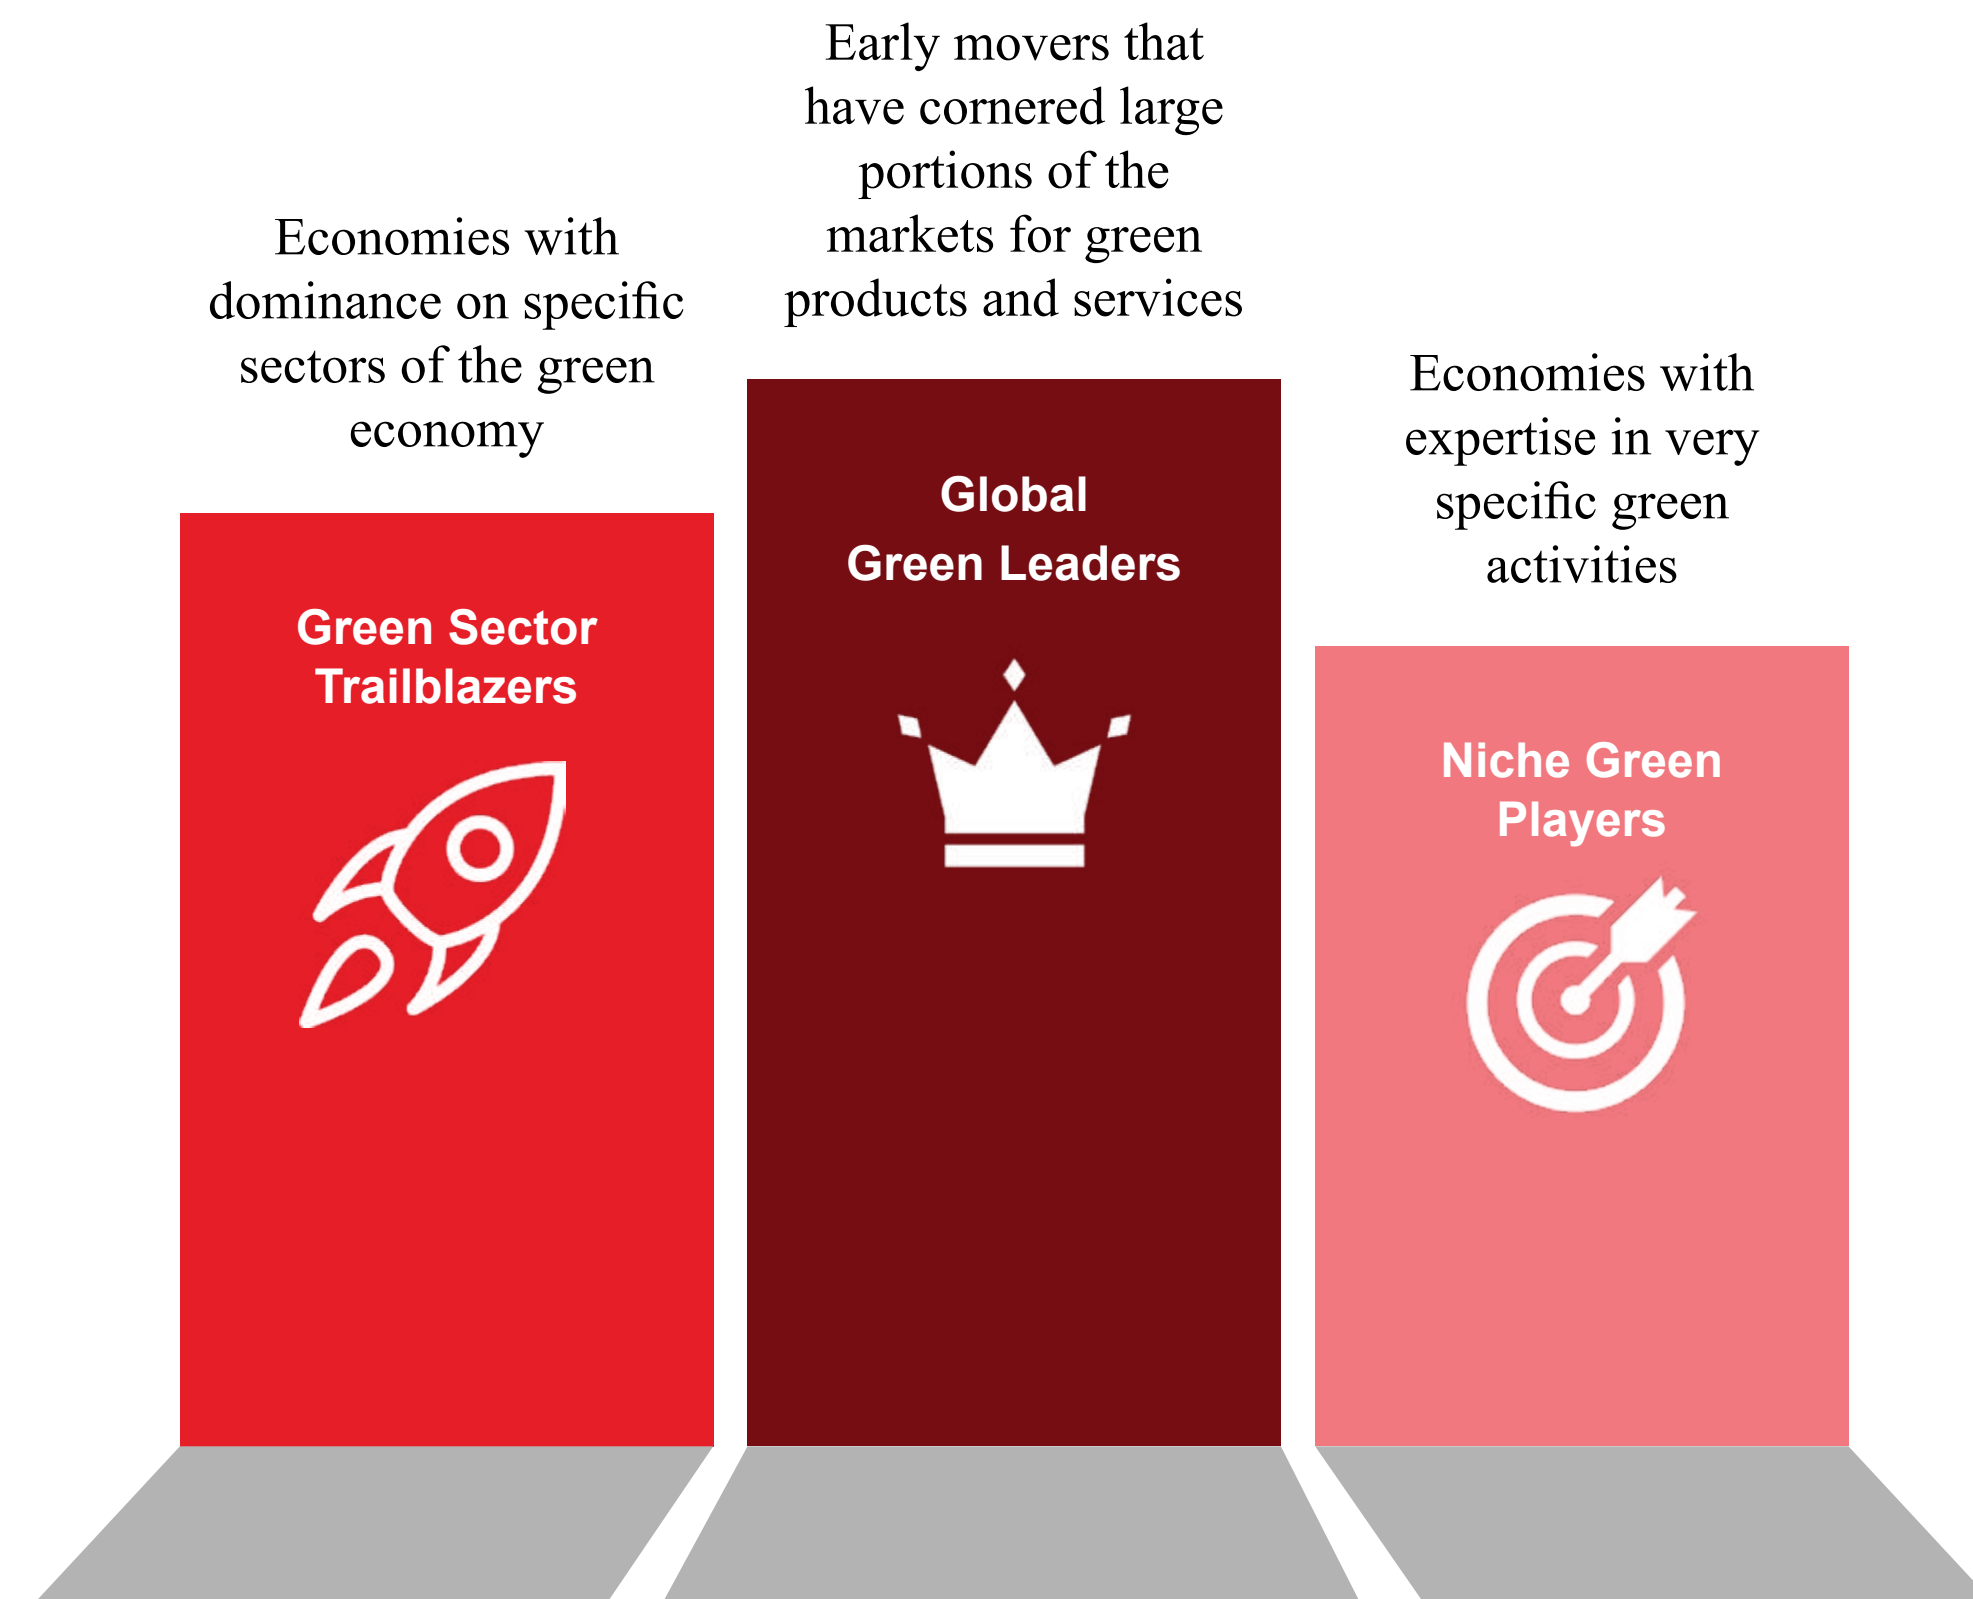 Economies with
dominance on specific
sectors of the green
economy
Green Sector
Trailblazers
Early movers that
have cornered large
portions of the
markets for green
products and services
Global
Green Leaders
Economies with
expertise in very
specific green
activities
Niche Green
Players